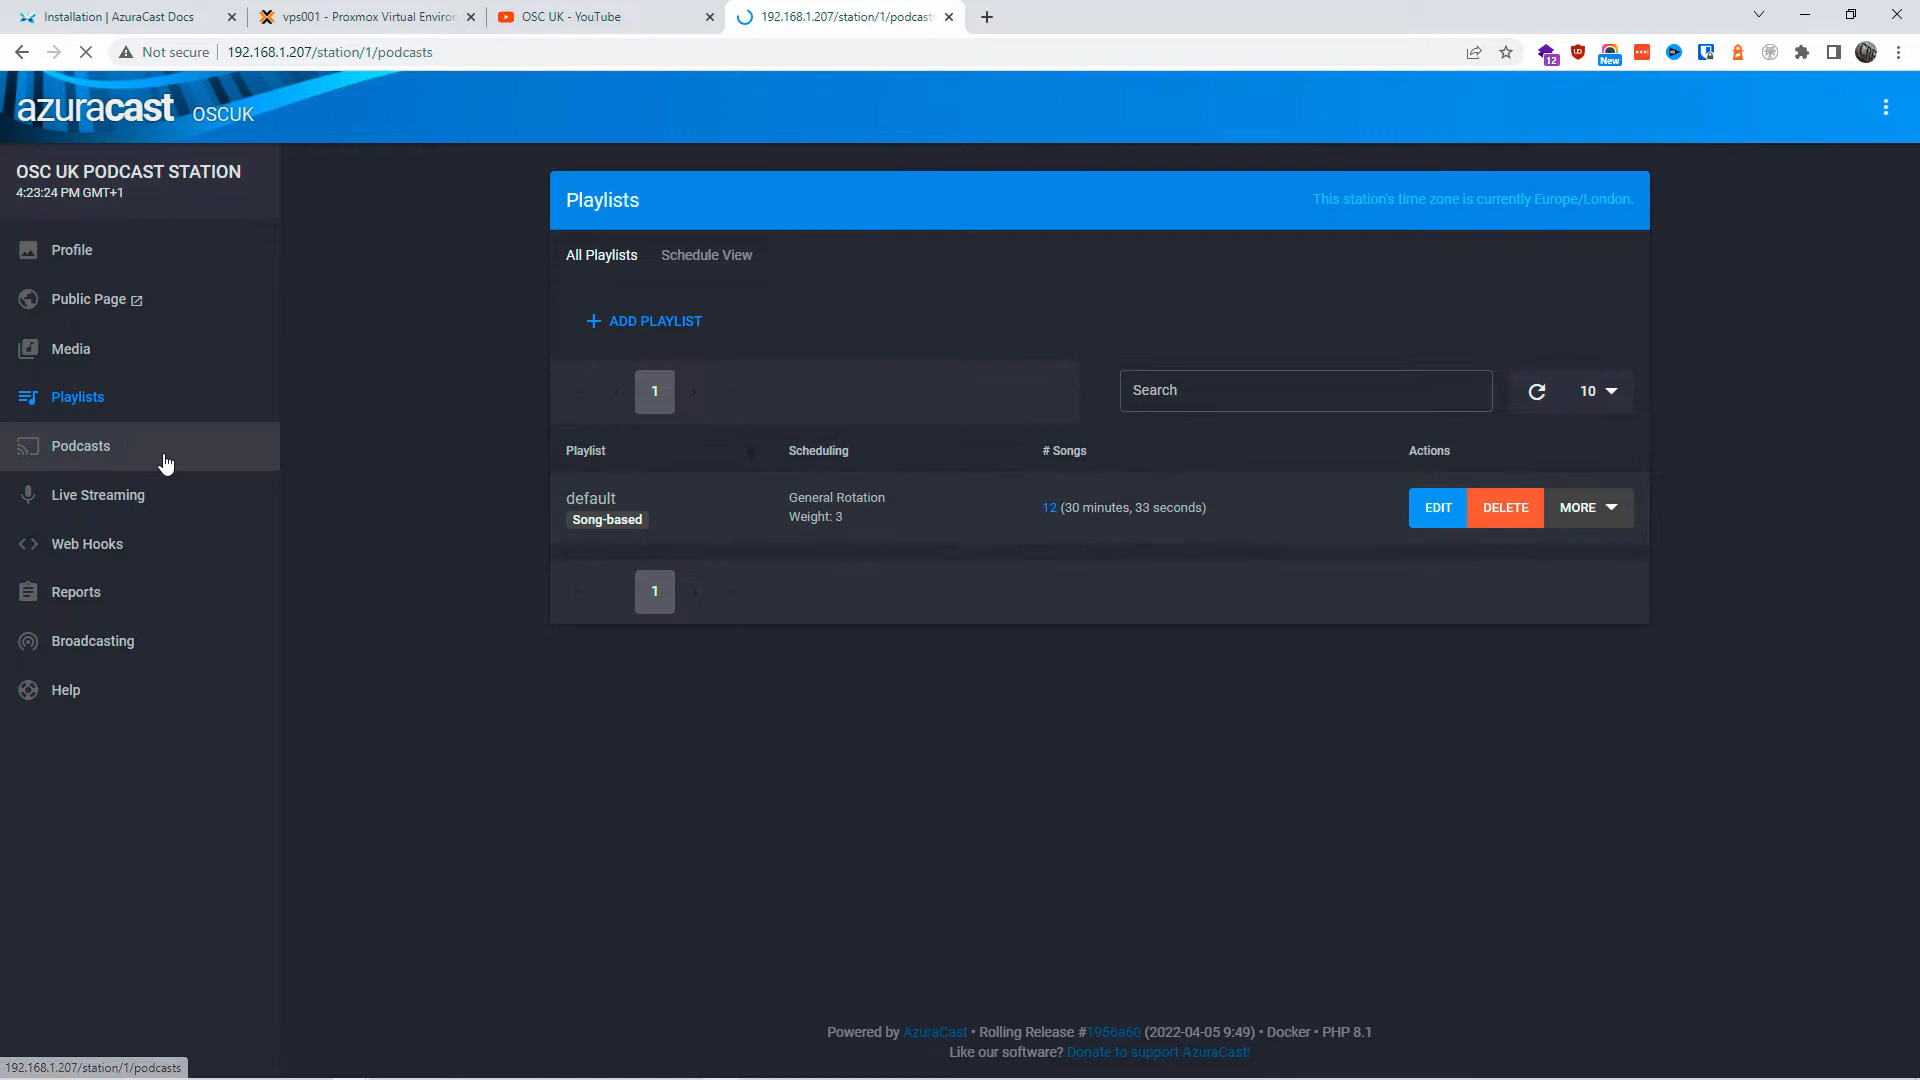 Installation | AzuraCast Docs
vps001 - Proxmox Virtual Enviror
OSC UK - YouTube
192.168.1.207/station/1/podcast
Not secure
192.168.1.207/station/1/podcasts
12
New
azuracast OSCUK
OSC UK PODCAST STATION
4:23:24 PM GMT+1
Profile
Public Page
Media
Playlists
Podcasts
Live Streaming
Web Hooks
Reports
Broadcasting
Help
Playlists
This station's time zone is currently Europe/London.
All Playlists
Schedule View
ADD PLAYLIST
1
Search
10
Playlist
Scheduling
# Songs
Actions
default
Song-based
General Rotation
Weight: 3
12 (30 minutes, 33 seconds)
EDIT
DELETE
MORE
1
Powered by AzuraCast • Rolling Release #1956a60 (2022-04-05 9:49) • Docker • PHP 8.1
Like our software? Donate to support AzuraCast!
192.168.1.207/station/1/podcasts